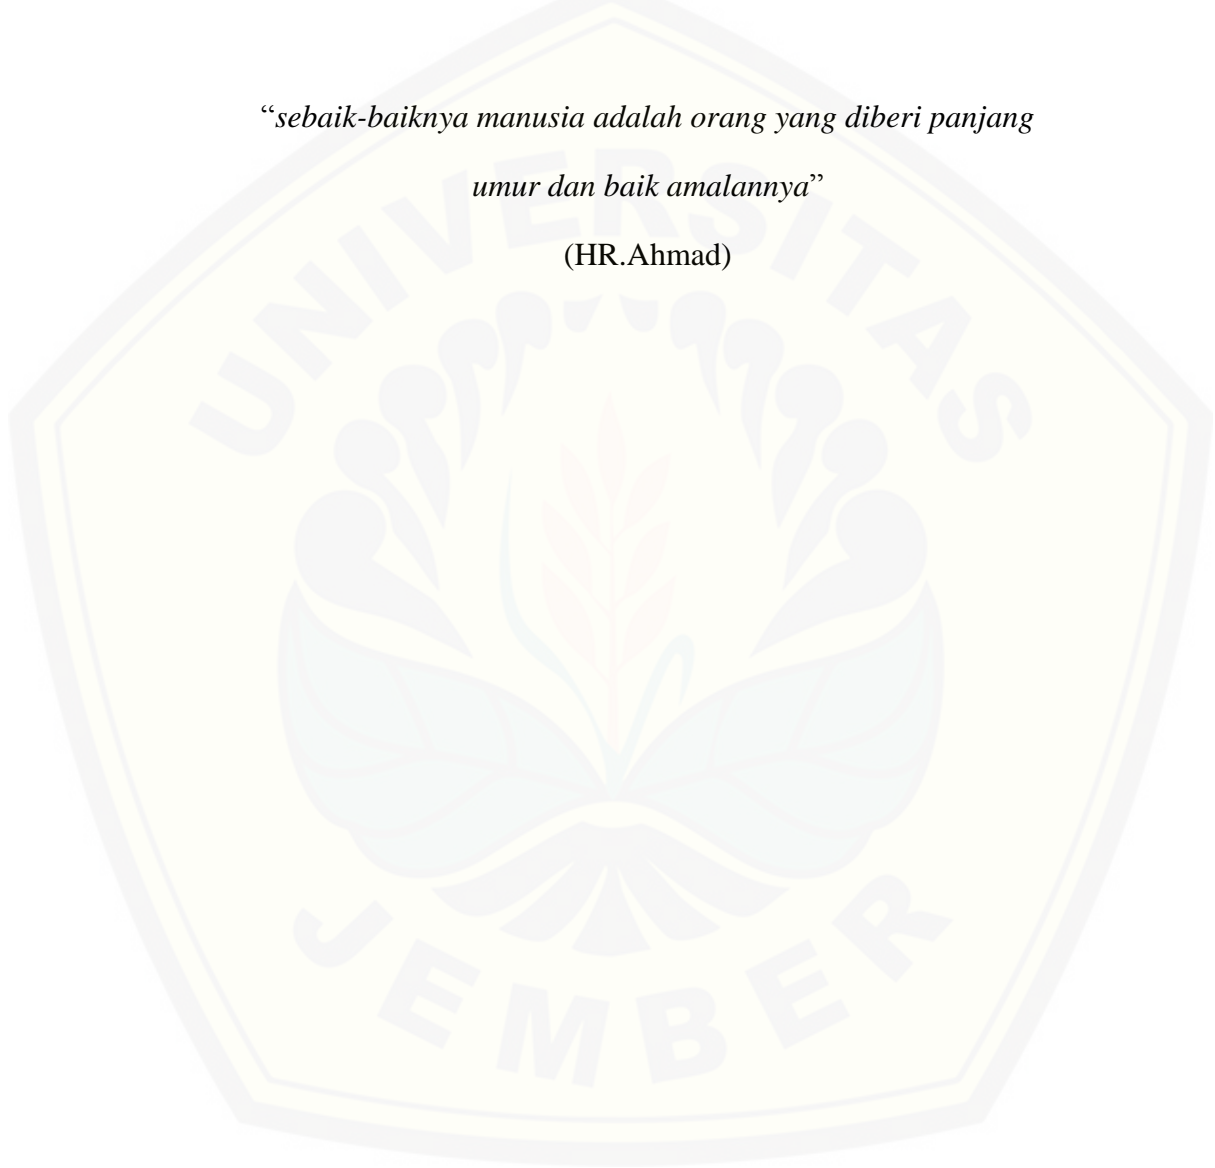 “sebaik-baiknya manusia adalah orang yang diberi panjang
umur dan baik amalannya”
(HR.Ahmad)
UNIVERSITAS
JEMBER